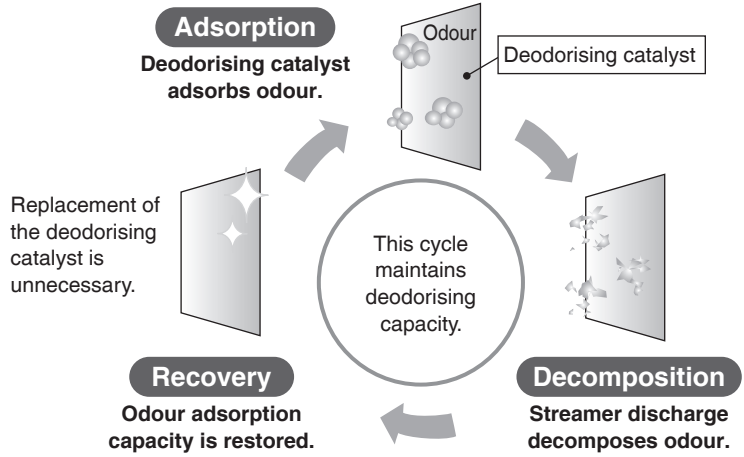 Adsorption
Deodorising catalyst
adsorbs odour.
Odour
Deodorising catalyst
Replacement of
the deodorising
catalyst is
unnecessary.
This cycle
maintains
deodorising
capacity.
Recovery
Odour adsorption
capacity is restored.
Decomposition
Streamer discharge
decomposes odour.